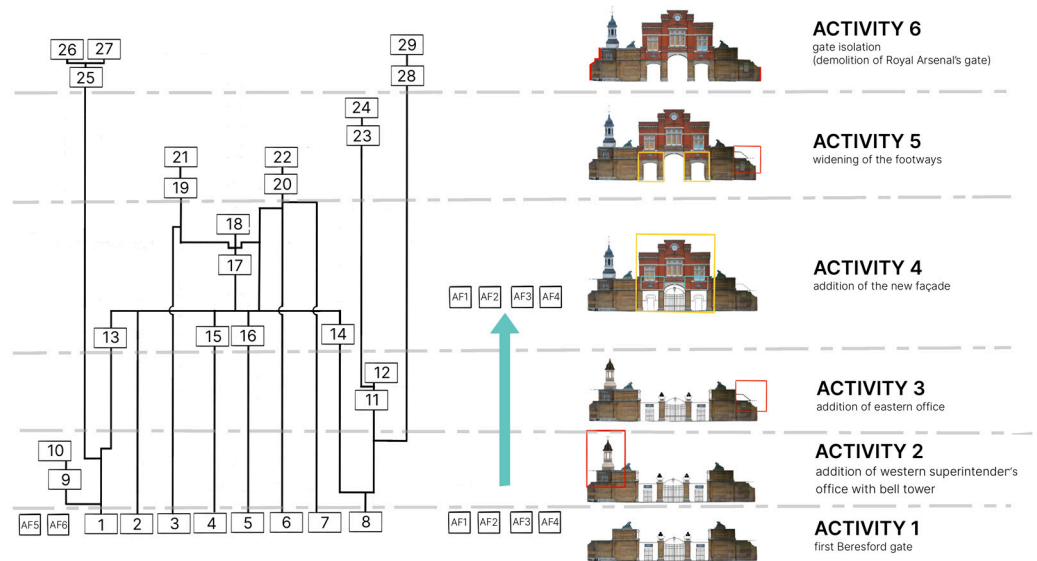 26 27
25
29
28
24
23
21
19
22
20
18
17
13
15
16
14
12
11
10
9
AF5 AF6
1 2 3 4 5 6 7 8
AF1 AF2 AF3 AF4
AF1 AF2 AF3 AF4
ACTIVITY 6
gate isolation
(demolition of Royal Arsenal's gate)
ACTIVITY 5
widening of the footways
ACTIVITY 4
addition of the new façade
ACTIVITY 3
addition of eastern office
ACTIVITY 2
addition of western superintender's
office with bell tower
ACTIVITY 1
first Beresford gate